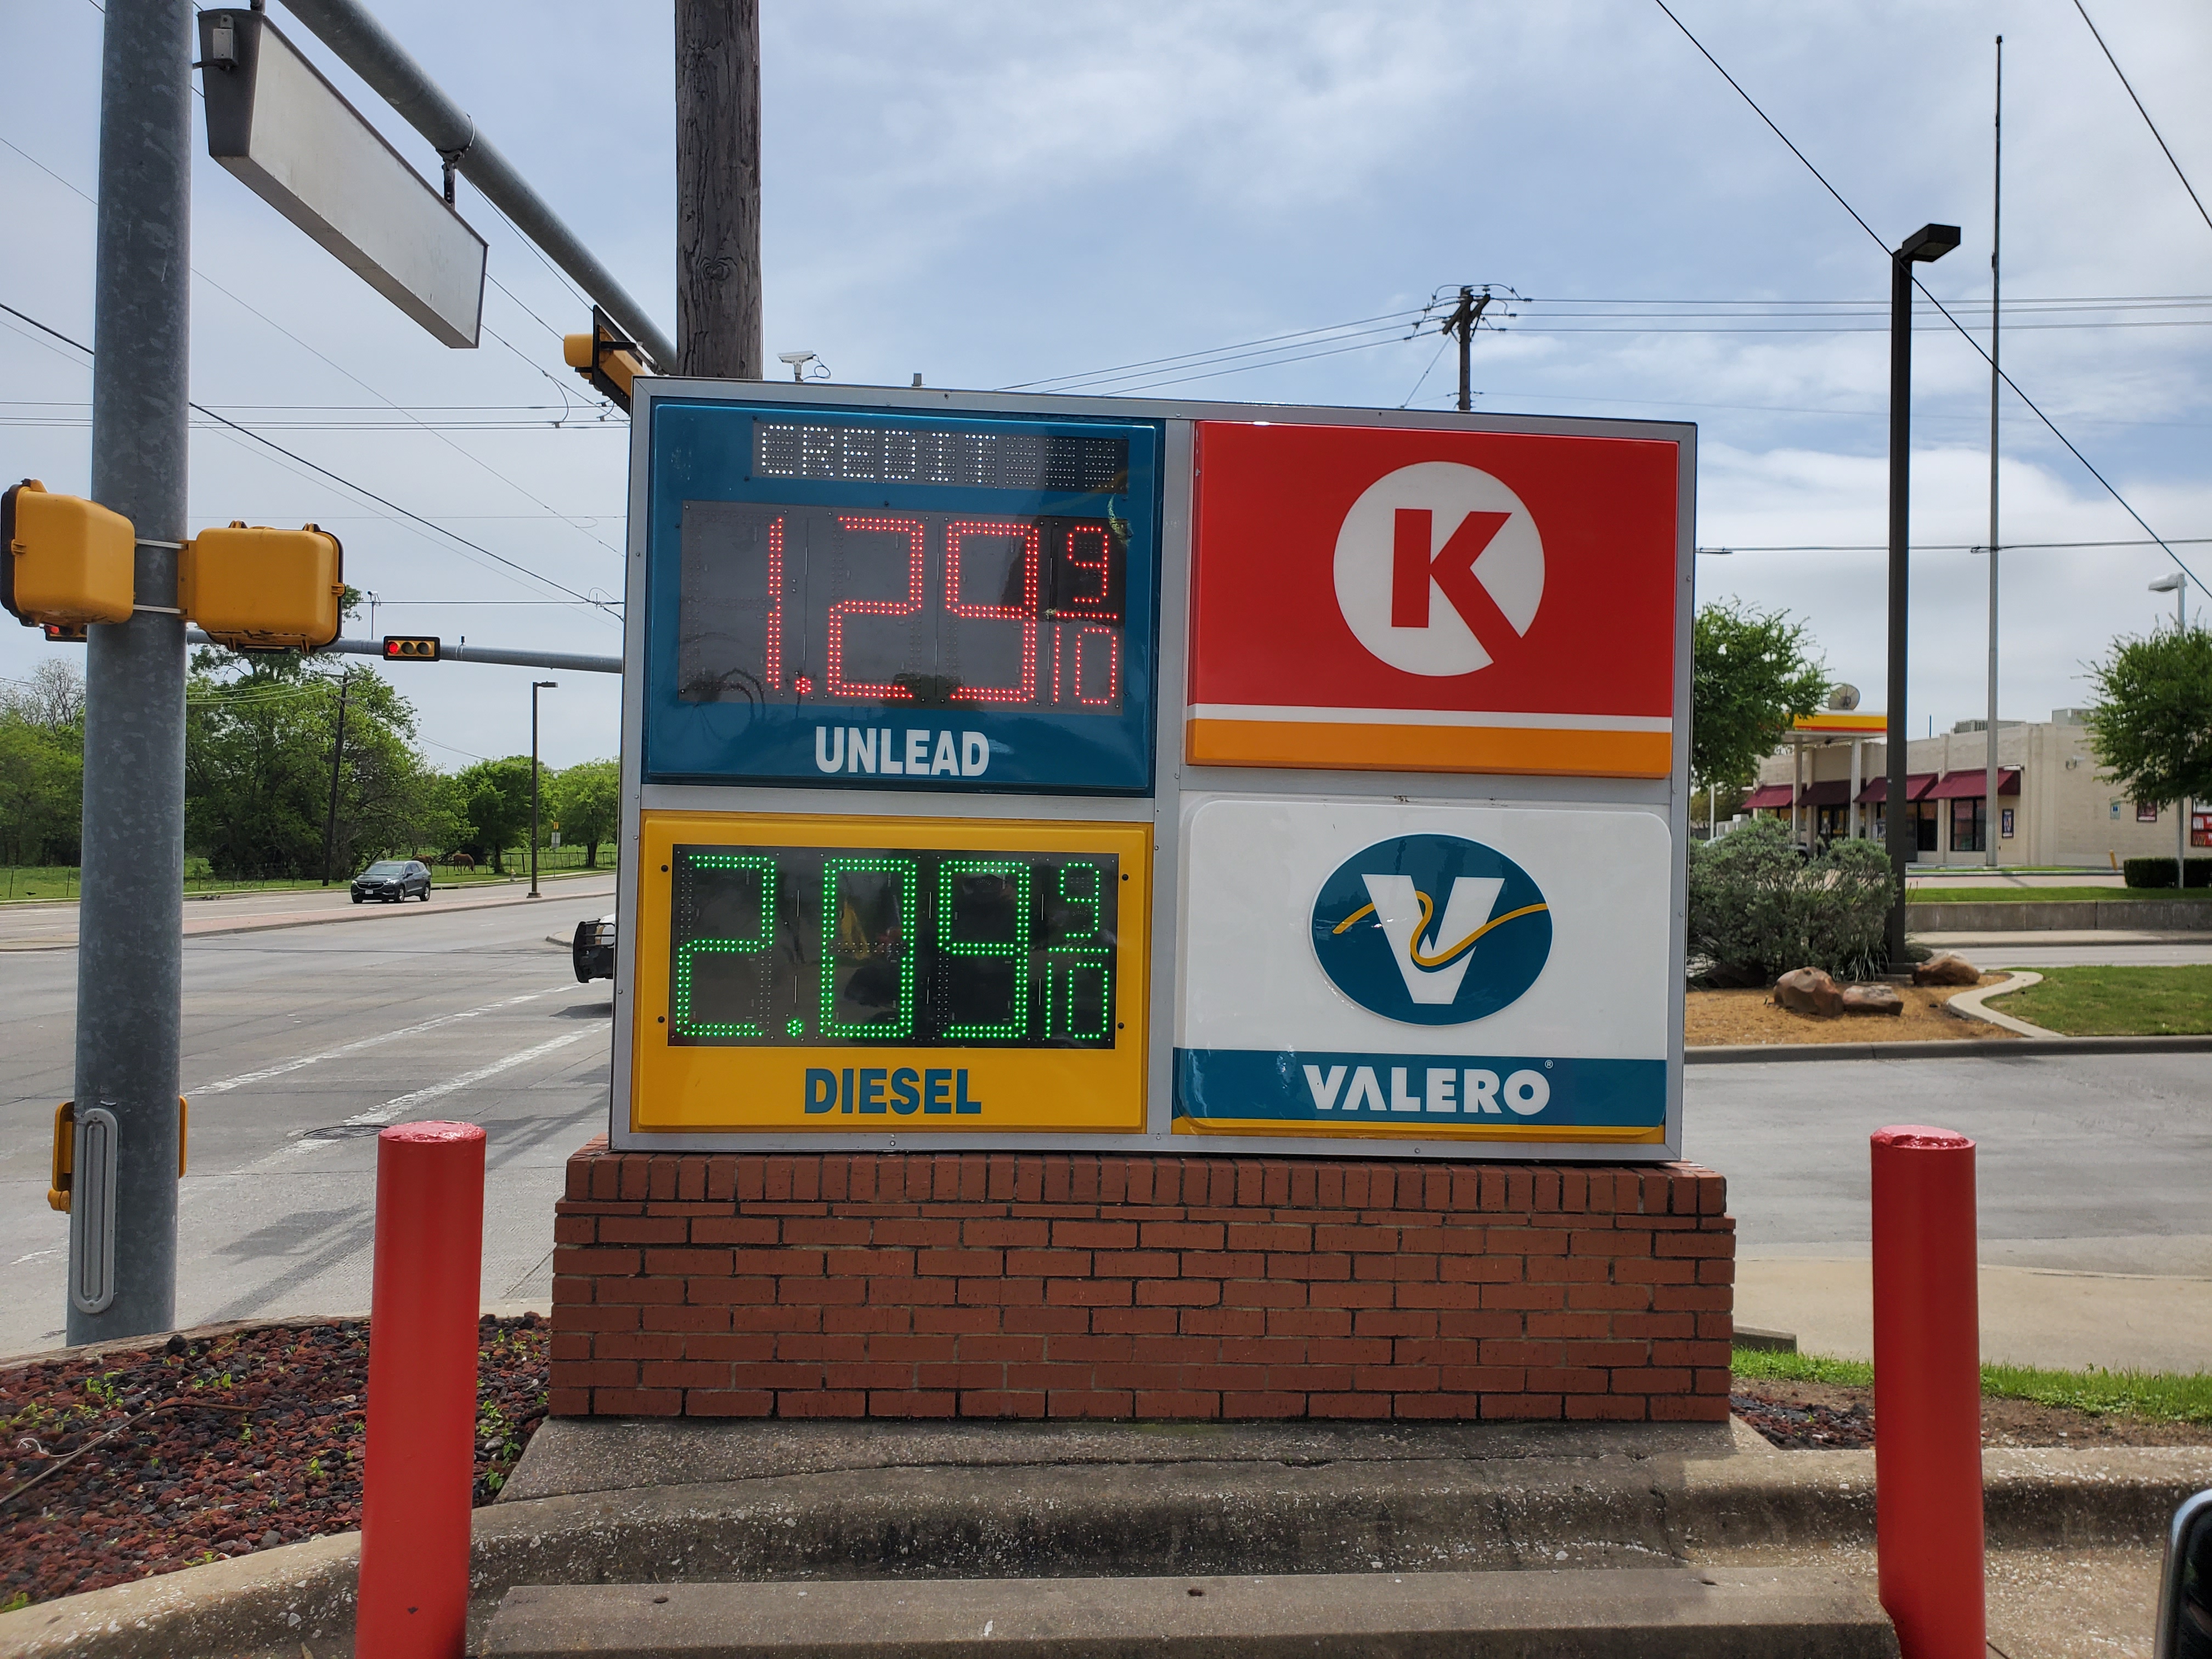 CREDIT
1.29 9/10
UNLEAD
K
2.09 9/10
DIESEL
V
VALERO®